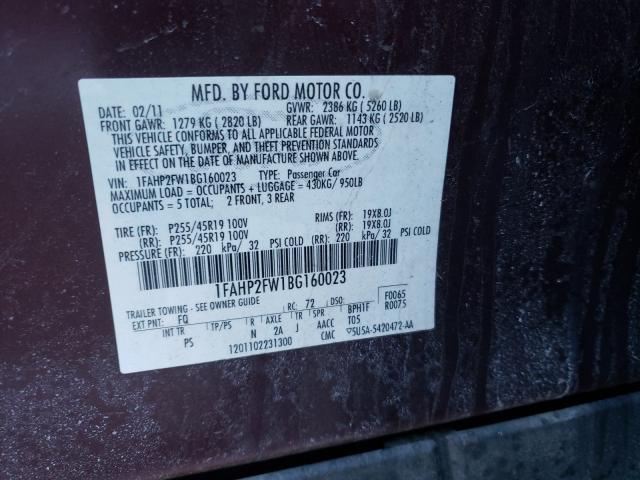 MFD. BY FORD MOTOR CO.
DATE: 02/11 GVWR: 2386 KG ( 5260 LB)
FRONT GAWR: 1279 KG ( 2820 LB) REAR GAWR: 1143 KG ( 2520 LB)
THIS VEHICLE CONFORMS TO ALL APPLICABLE FEDERAL MOTOR
VEHICLE SAFETY, BUMPER, AND THEFT PREVENTION STANDARDS
IN EFFECT ON THE DATE OF MANUFACTURE SHOWN ABOVE.
VIN: 1FAHP2FW1BG160023 TYPE: Passenger Car
MAXIMUM LOAD = OCCUPANTS + LUGGAGE = 430KG/950LB
OCCUPANTS = 5 TOTAL; 2 FRONT, 3 REAR
TIRE (FR): P255/45R19 100V RIMS (FR): 19X8.0J
(RR): P255/45R19 100V (RR): 19X8.0J
PRESSURE (FR): 220 kPa/ 32 PSI COLD (RR): 220 kPa/ 32 PSI COLD
1FAHP2FW1BG160023
TRAILER TOWING - SEE OWNER GUIDE
EXT PNT: FQ RC: 72 DSO: F0065
INT TR TP/PS R AXLE TR SPR BPH1F R0075
PS N 2A J AACC T05
1201102231300 CMC 5U5A-5420472-AA